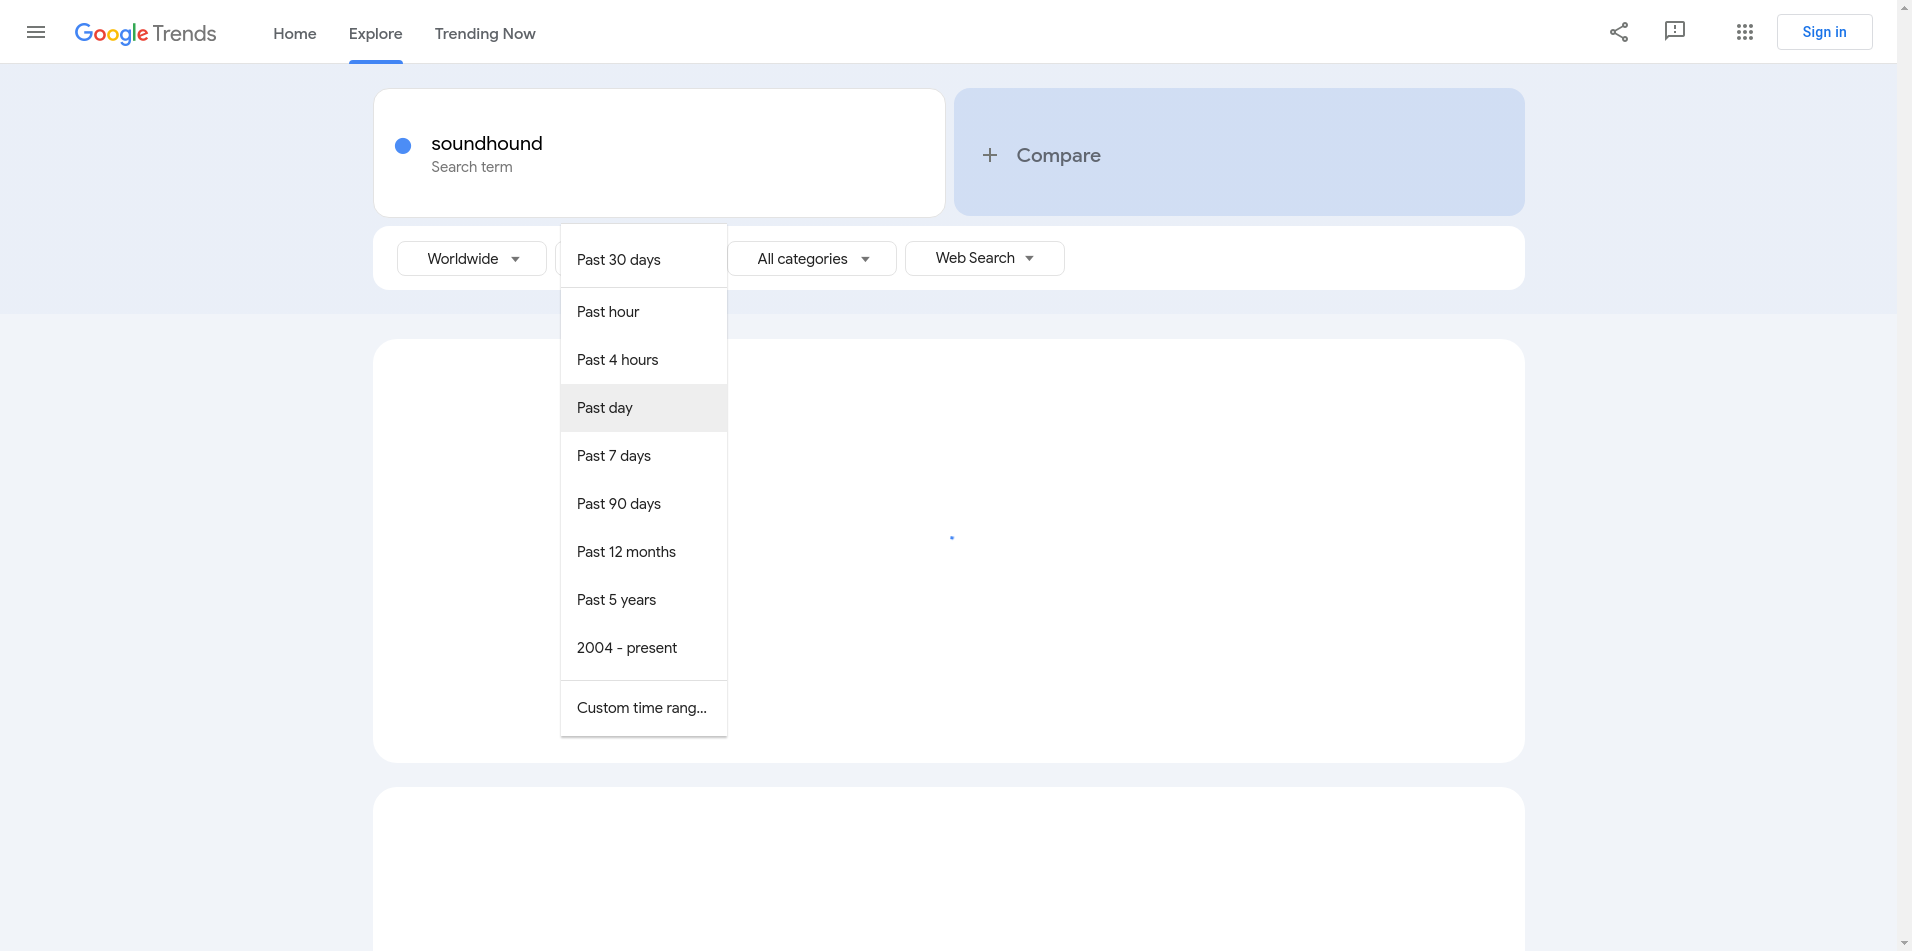 Google Trends
Home
Explore
Trending Now
Sign in
soundhound
Search term
Compare
Worldwide
Past 30 days
All categories
Web Search
Past hour
Past 4 hours
Past day
Past 7 days
Past 90 days
Past 12 months
Past 5 years
2004 - present
Custom time rang...